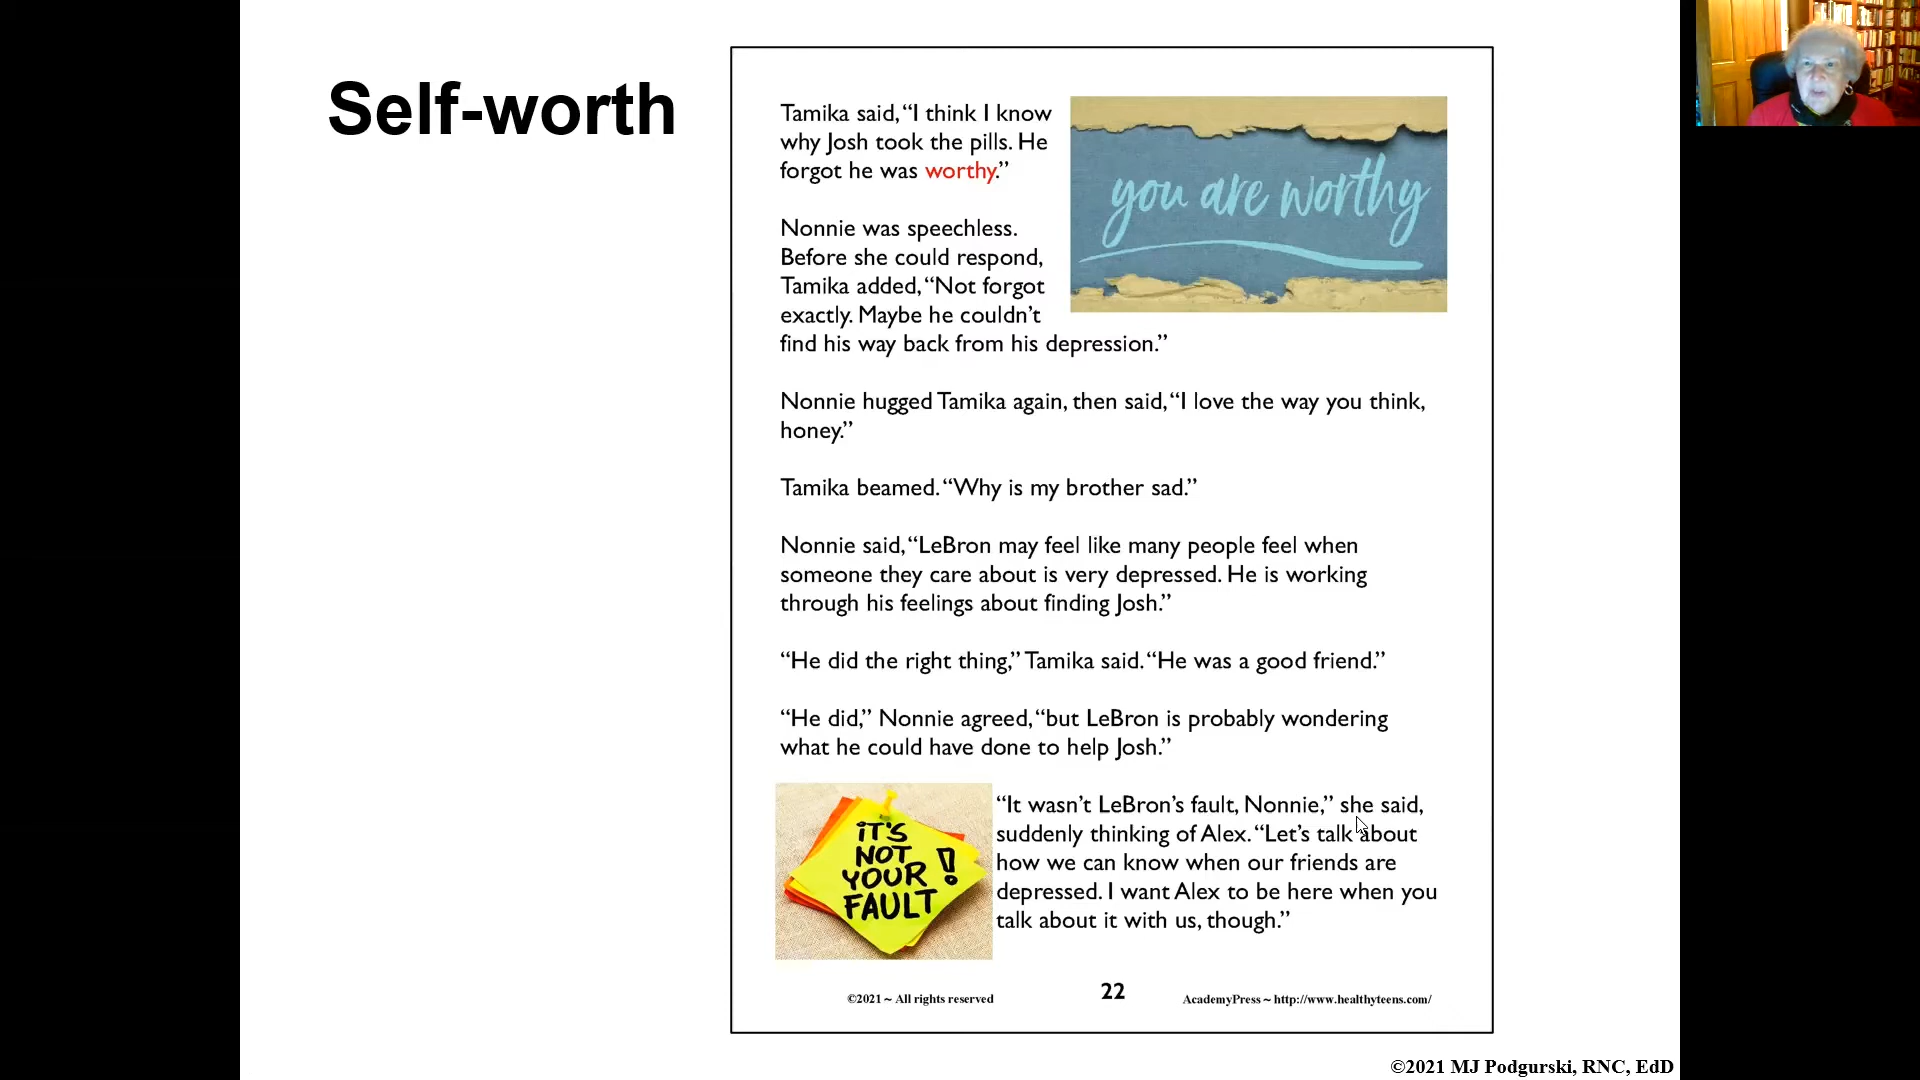 Self-worth
Tamika said, “I think I know
why Josh took the pills. He
forgot he was worthy.”
you are worthy
Nonnie was speechless.
Before she could respond,
Tamika added, “Not forgot
exactly. Maybe he couldn’t
find his way back from his depression.”
Nonnie hugged Tamika again, then said, “I love the way you think,
honey.”
Tamika beamed. “Why is my brother sad.”
Nonnie said, “LeBron may feel like many people feel when
someone they care about is very depressed. He is working
through his feelings about finding Josh.”
“He did the right thing,” Tamika said. “He was a good friend.”
“He did,” Nonnie agreed, “but LeBron is probably wondering
what he could have done to help Josh.”
IT'S
NOT
YOUR
FAULT!
“It wasn’t LeBron’s fault, Nonnie,” she said,
suddenly thinking of Alex. “Let’s talk about
how we can know when our friends are
depressed. I want Alex to be here when you
talk about it with us, though.”
©2021 ~ All rights reserved
22
AcademyPress ~ http://www.healthyteens.com/
©2021 MJ Podgurski, RNC, EdD